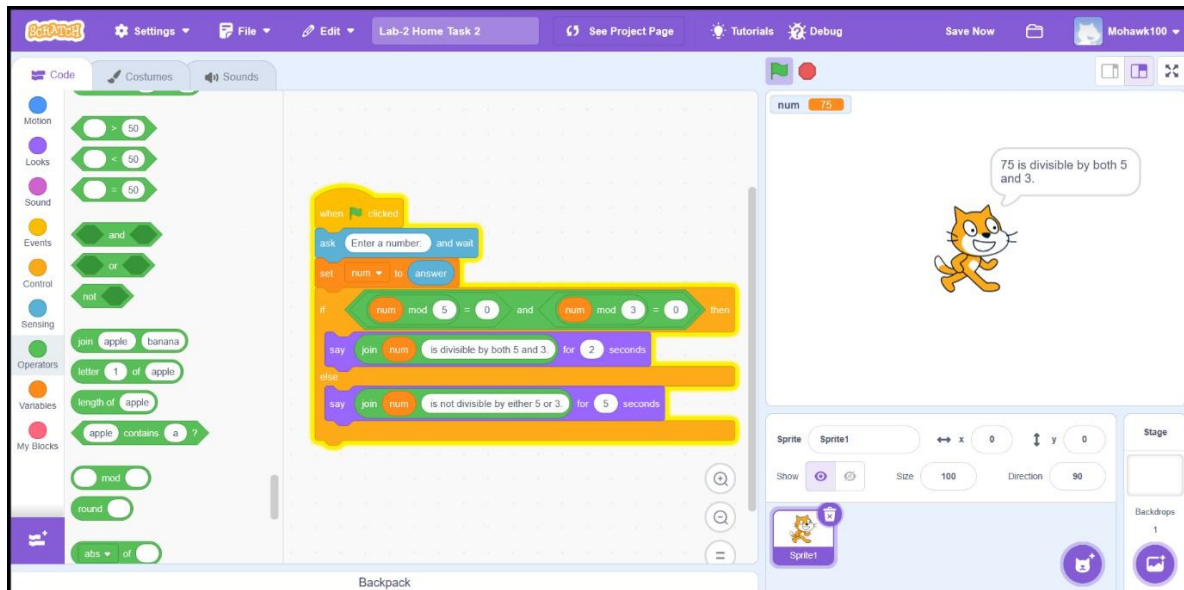 SCRATCH Settings File Edit Lab-2 Home Task 2 See Project Page Tutorials Debug Save Now Mohawk100
Code Costumes Sounds
Motion
Looks
Sound
Events
Control
Sensing
Operators
Variables
My Blocks
> 50
< 50
= 50
and
or
not
join apple banana
letter 1 of apple
length of apple
apple contains a ?
mod
round
abs of
when clicked
ask Enter a number: and wait
set num to answer
if num mod 5 = 0 and num mod 3 = 0 then
say join num is divisible by both 5 and 3. for 2 seconds
else
say join num is not divisible by either 5 or 3. for 5 seconds
num 75
75 is divisible by both 5
and 3.
Sprite Sprite1 x 0 y 0
Show Size 100 Direction 90
Sprite1
Stage
Backdrops
1
Backpack